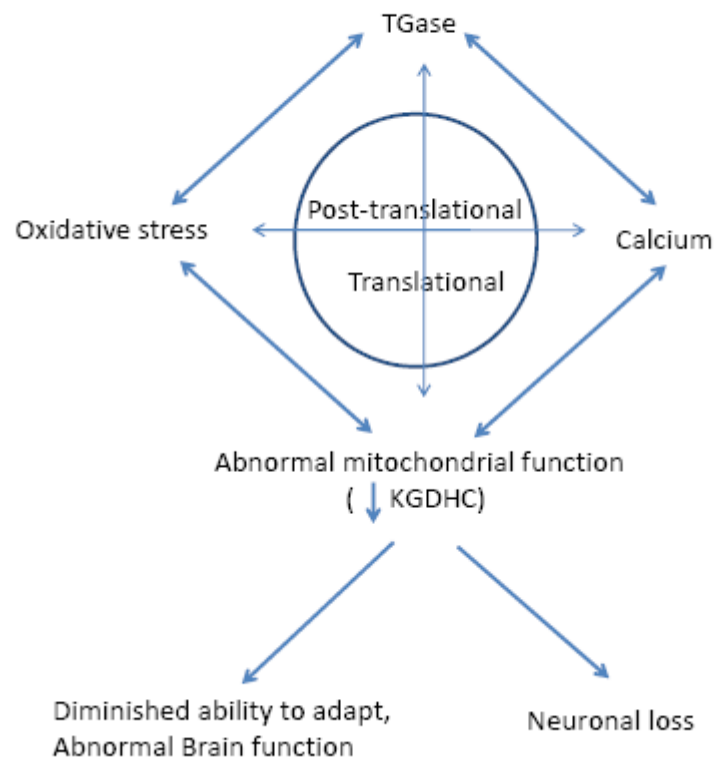 TGase
Post-translational
Oxidative stress
Calcium
Translational
Abnormal mitochondrial function
( ↓ KGDHC)
Diminished ability to adapt,
Abnormal Brain function
Neuronal loss